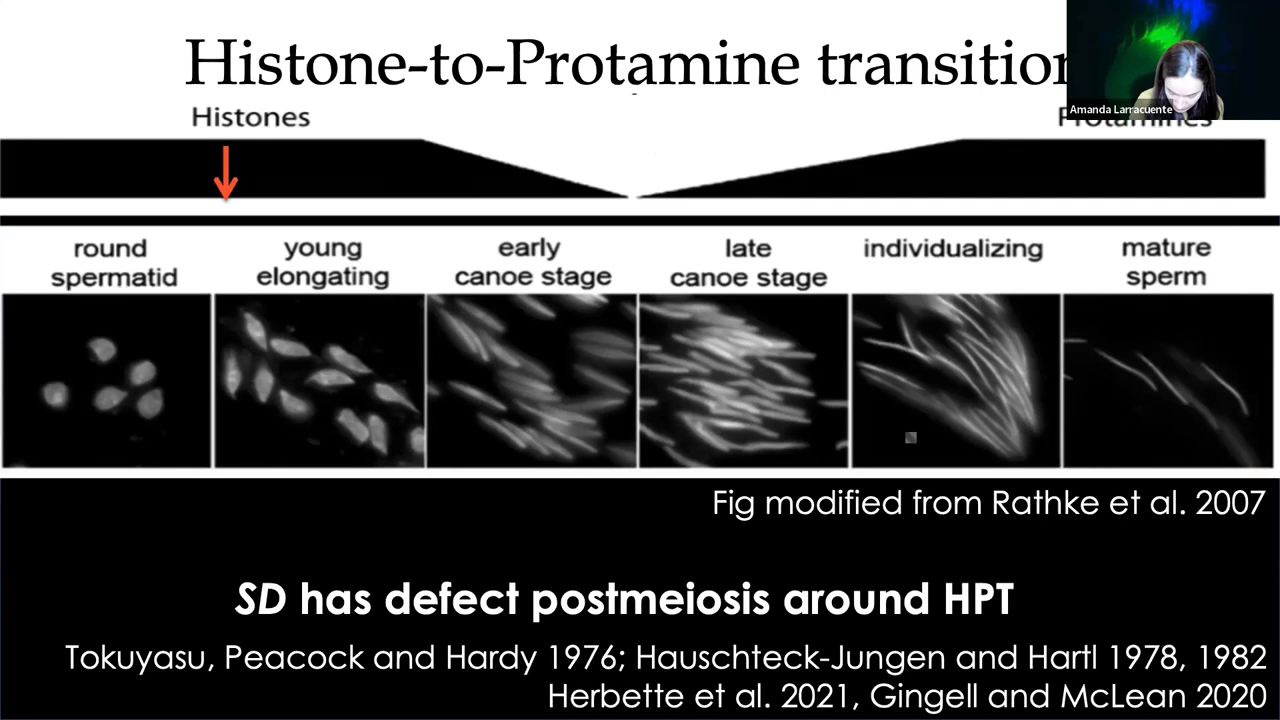 Histone-to-Protamine transition
Amanda Larracuente
Histones
Protamines
round
spermatid
young
elongating
early
canoe stage
late
canoe stage
individualizing
mature
sperm
Fig modified from Rathke et al. 2007
SD has defect postmeiosis around HPT
Tokuyasu, Peacock and Hardy 1976; Hauschteck-Jungen and Hartl 1978, 1982
Herbette et al. 2021, Gingell and McLean 2020